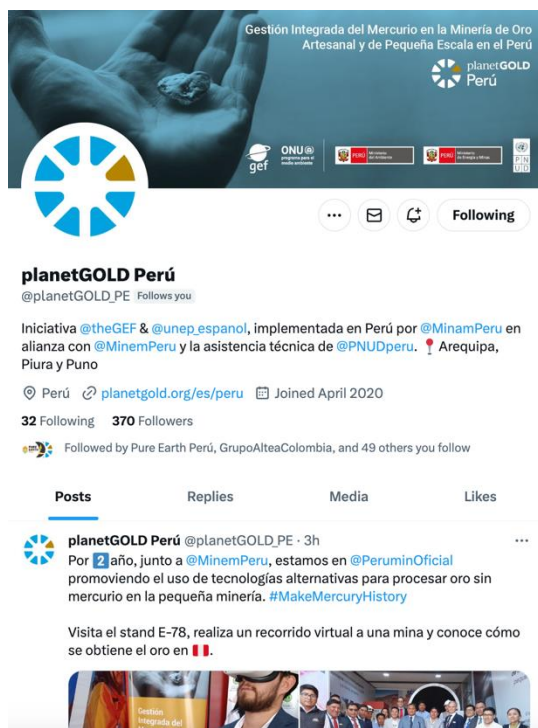 Gestión Integrada del Mercurio en la Minería de Oro
Artesanal y de Pequeña Escala en el Perú
planetGOLD
Perú
gef
ONU
programa para el
medio ambiente
PERÚ
Ministerio
del Ambiente
PERÚ
Ministerio
de Energía y Minas
P N
U D
Following
planetGOLD Perú
@planetGOLD_PE Follows you
Iniciativa @theGEF & @unep_espanol, implementada en Perú por @MinamPeru en
alianza con @MinemPeru y la asistencia técnica de @PNUDperu. 📍 Arequipa,
Piura y Puno
Perú planetgold.org/es/peru Joined April 2020
32 Following 370 Followers
Followed by Pure Earth Perú, GrupoAlteaColombia, and 49 others you follow
Posts Replies Media Likes
planetGOLD Perú @planetGOLD_PE · 3h
Por 2️⃣ año, junto a @MinemPeru, estamos en @PeruminOficial
promoviendo el uso de tecnologías alternativas para procesar oro sin
mercurio en la pequeña minería. #MakeMercuryHistory
Visita el stand E-78, realiza un recorrido virtual a una mina y conoce cómo
se obtiene el oro en 🇵🇪.
Gestión
Integrada del